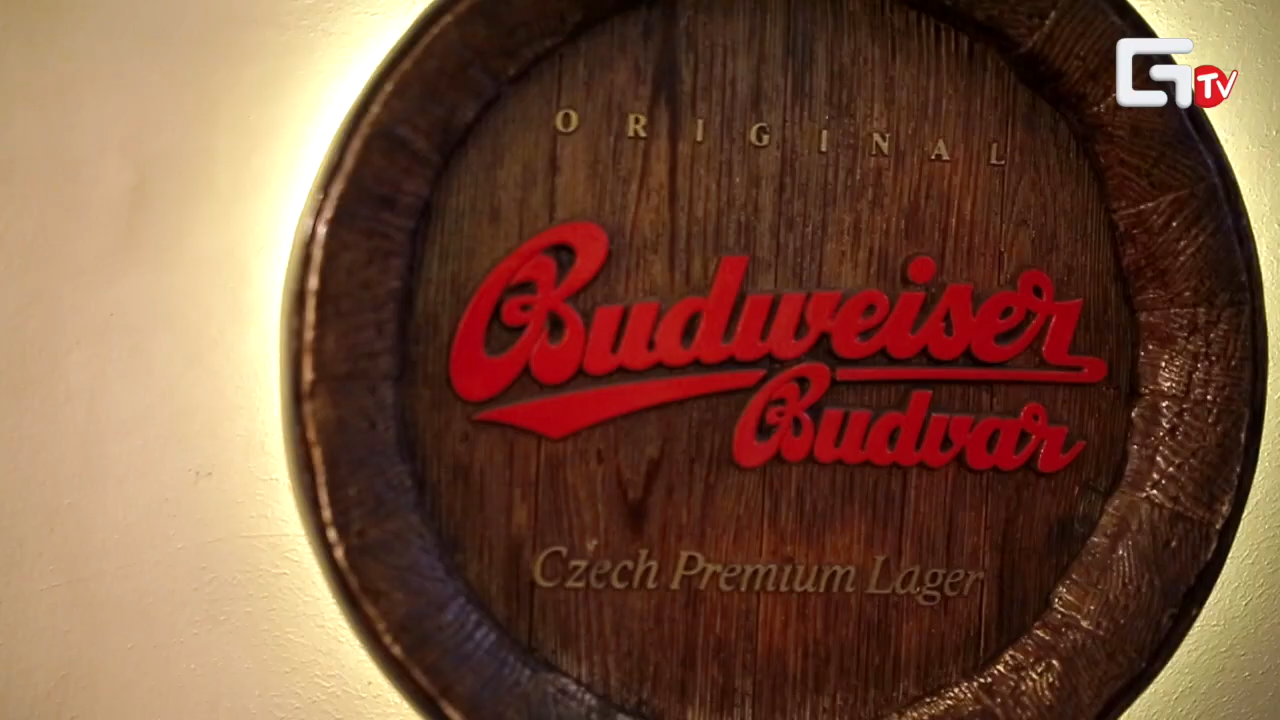 GTV
ORIGINAL
Budweiser
Budvar
Czech Premium Lager